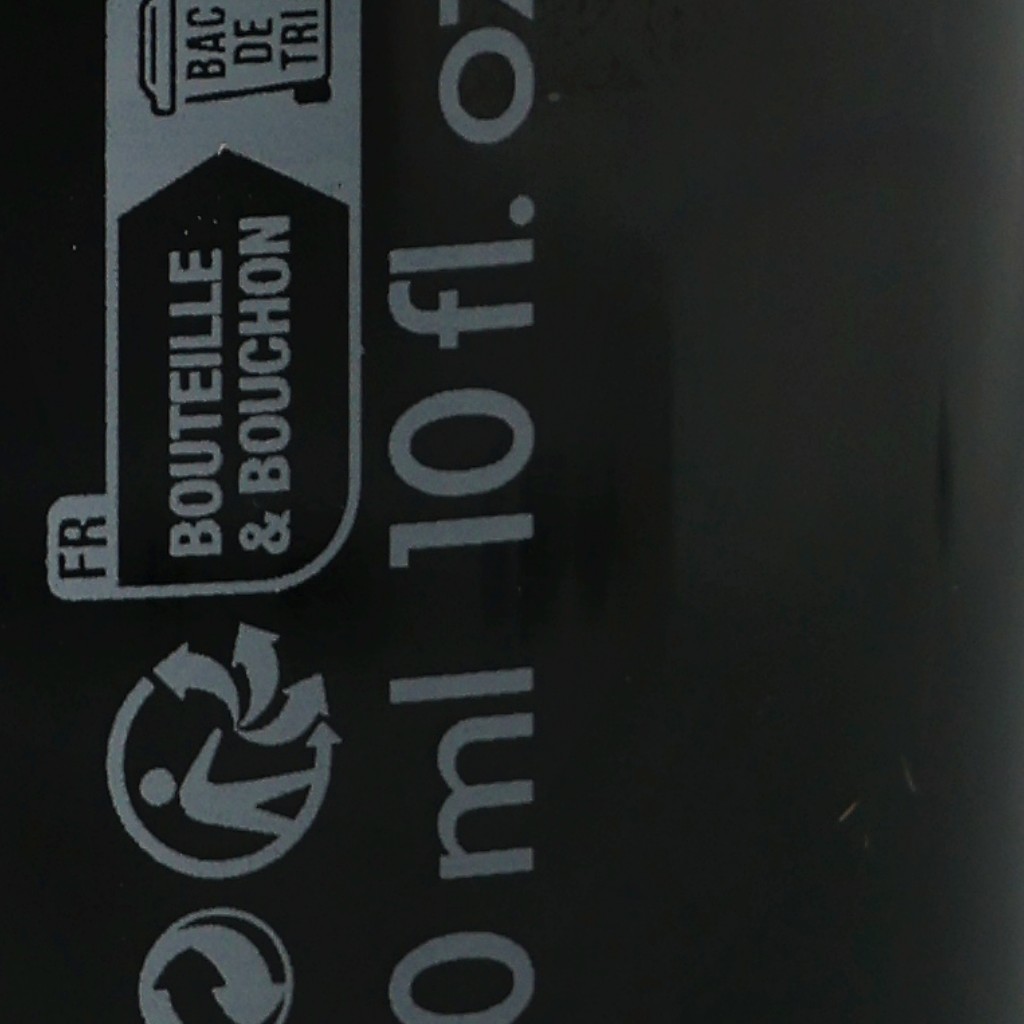 FR
BOUTEILLE
& BOUCHON
BAC
DE
TRI
0 ml 10 fl. oz